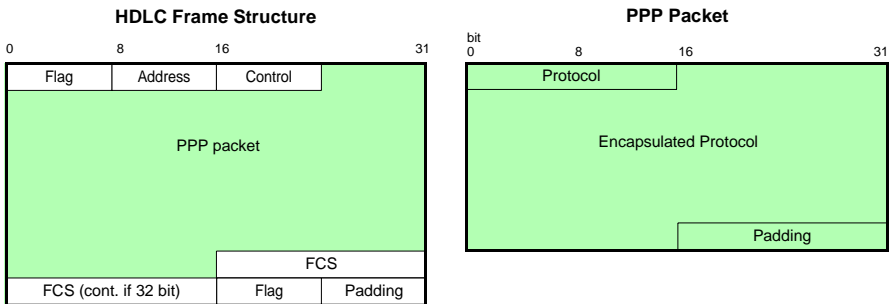 HDLC Frame Structure
0 8 16 31
Flag Address Control
PPP packet
FCS
FCS (cont. if 32 bit) Flag Padding
PPP Packet
bit
0 8 16 31
Protocol
Encapsulated Protocol
Padding